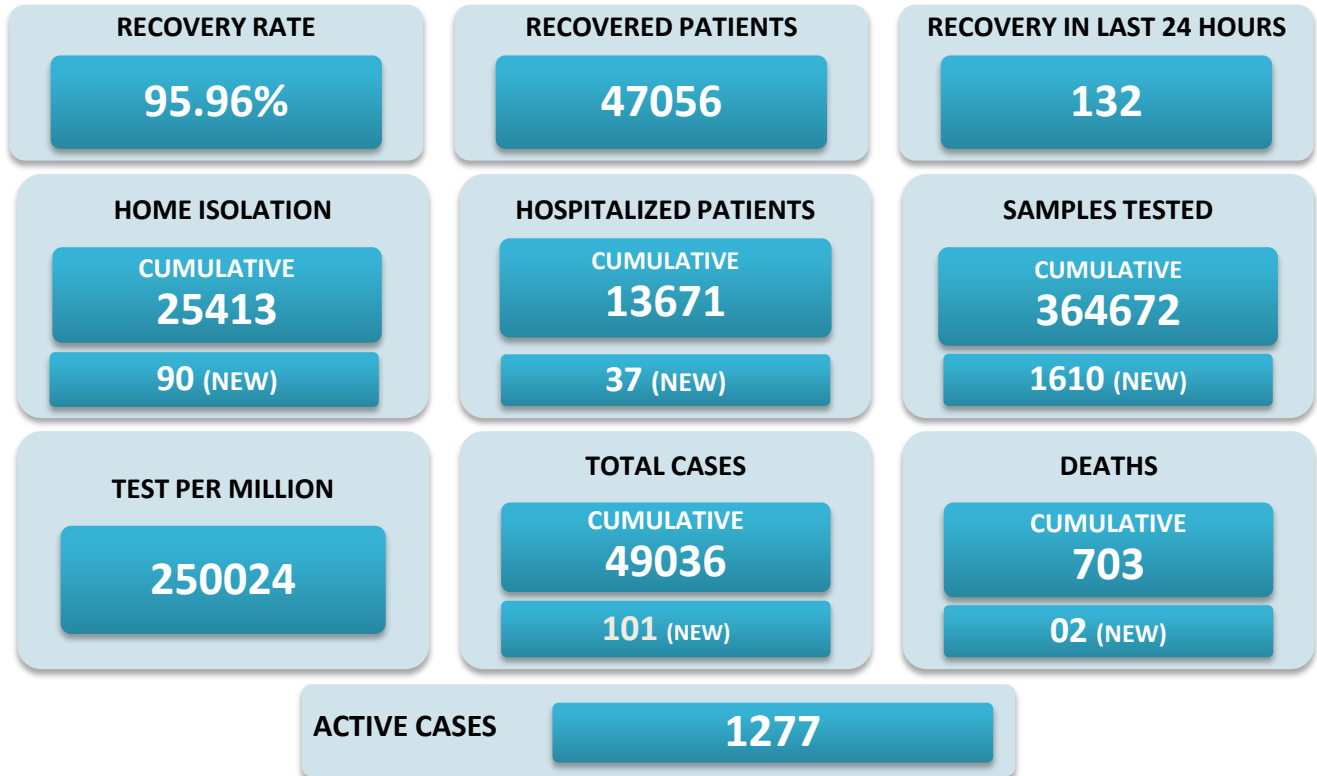 RECOVERY RATE
95.96%
RECOVERED PATIENTS
47056
RECOVERY IN LAST 24 HOURS
132
HOME ISOLATION
CUMULATIVE
25413
90 (NEW)
HOSPITALIZED PATIENTS
CUMULATIVE
13671
37 (NEW)
SAMPLES TESTED
CUMULATIVE
364672
1610 (NEW)
TEST PER MILLION
250024
TOTAL CASES
CUMULATIVE
49036
101 (NEW)
DEATHS
CUMULATIVE
703
02 (NEW)
ACTIVE CASES
1277